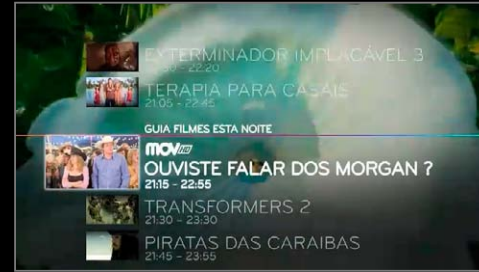 EXTERMINADOR IMPLACÁVEL 3
22:20
TERAPIA PARA CASAIS
21:05 - 22:45
GUIA FILMES ESTA NOITE
MOV HD
OUVISTE FALAR DOS MORGAN ?
21:15 - 22:55
TRANSFORMERS 2
21:30 - 23:30
PIRATAS DAS CARAIBAS
21:45 - 23:55